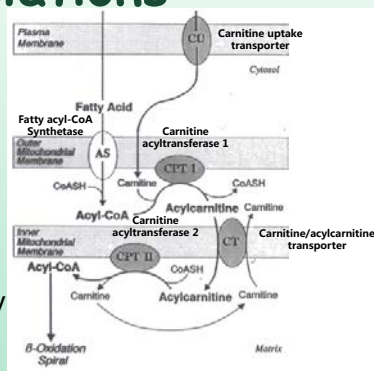 Plasma
Membrane
CU
Carnitine uptake
transporter
Cytosol
Fatty Acid
Fatty acyl-CoA
Synthetase
Carnitine
acyltransferase 1
Outer
Mitochondrial
Membrane
AS
CPT I
CoASH
Carnitine
CoASH
Acyl-CoA
Acylcarnitine
Carnitine
Carnitine
acyltransferase 2
Inner
Mitochondrial
Membrane
CPT II
CT
Carnitine/acylcarnitine
transporter
Acyl-CoA
CoASH
Carnitine
Acylcarnitine
Carnitine
β-Oxidation
Spiral
Matrix